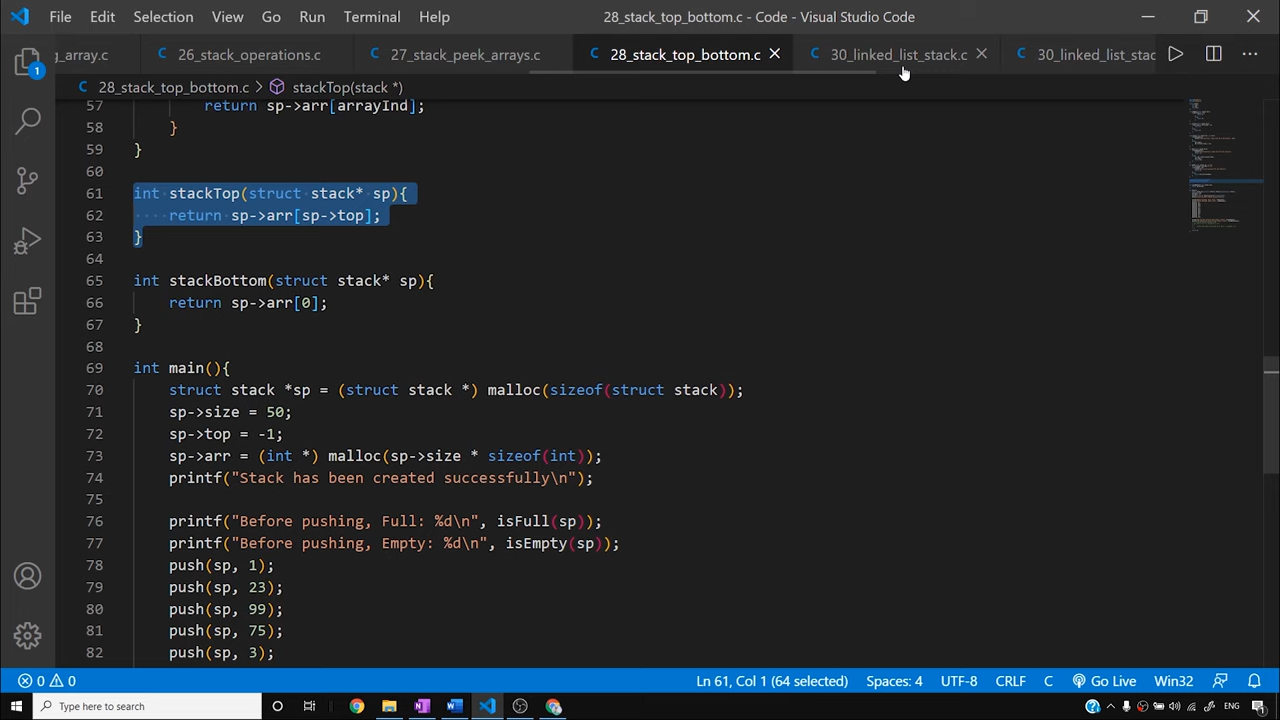 File Edit Selection View Go Run Terminal Help 28_stack_top_bottom.c - Code - Visual Studio Code
g_array.c 26_stack_operations.c 27_stack_peek_arrays.c 28_stack_top_bottom.c 30_linked_list_stack.c 30_linked_list_stac
28_stack_top_bottom.c > stackTop(stack *)
57 return sp->arr[arrayInd];
58 }
59 }
60
61 int stackTop(struct stack* sp){
62 return sp->arr[sp->top];
63 }
64
65 int stackBottom(struct stack* sp){
66 return sp->arr[0];
67 }
68
69 int main(){
70 struct stack *sp = (struct stack *) malloc(sizeof(struct stack));
71 sp->size = 50;
72 sp->top = -1;
73 sp->arr = (int *) malloc(sp->size * sizeof(int));
74 printf("Stack has been created successfully\n");
75
76 printf("Before pushing, Full: %d\n", isFull(sp));
77 printf("Before pushing, Empty: %d\n", isEmpty(sp));
78 push(sp, 1);
79 push(sp, 23);
80 push(sp, 99);
81 push(sp, 75);
82 push(sp, 3);
1
0 0 Ln 61, Col 1 (64 selected) Spaces: 4 UTF-8 CRLF C Go Live Win32
Type here to search ENG